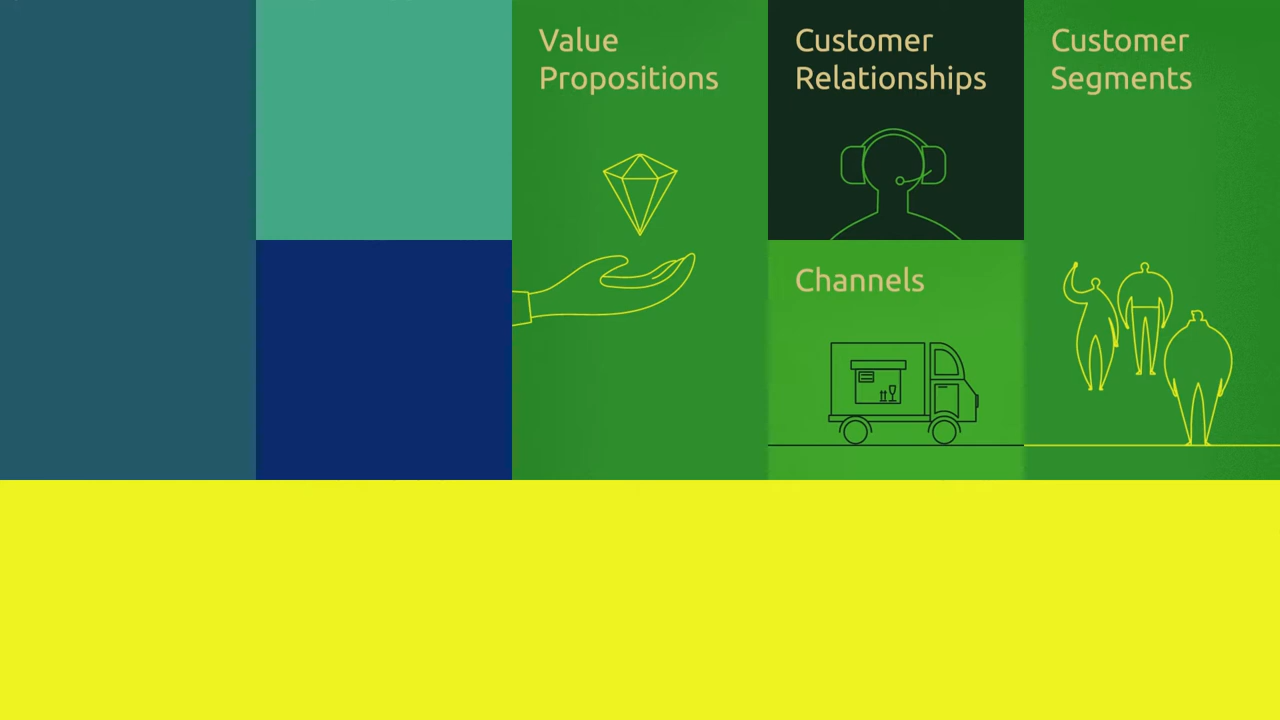 Value
Propositions
Customer
Relationships
Customer
Segments
Channels